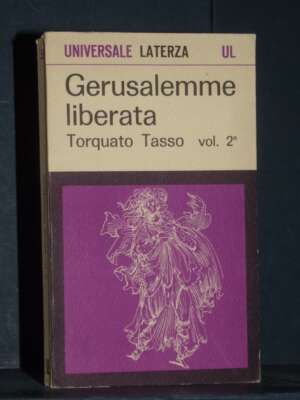 UNIVERSALE LATERZA UL
Gerusalemme
liberata
Torquato Tasso vol. 2°